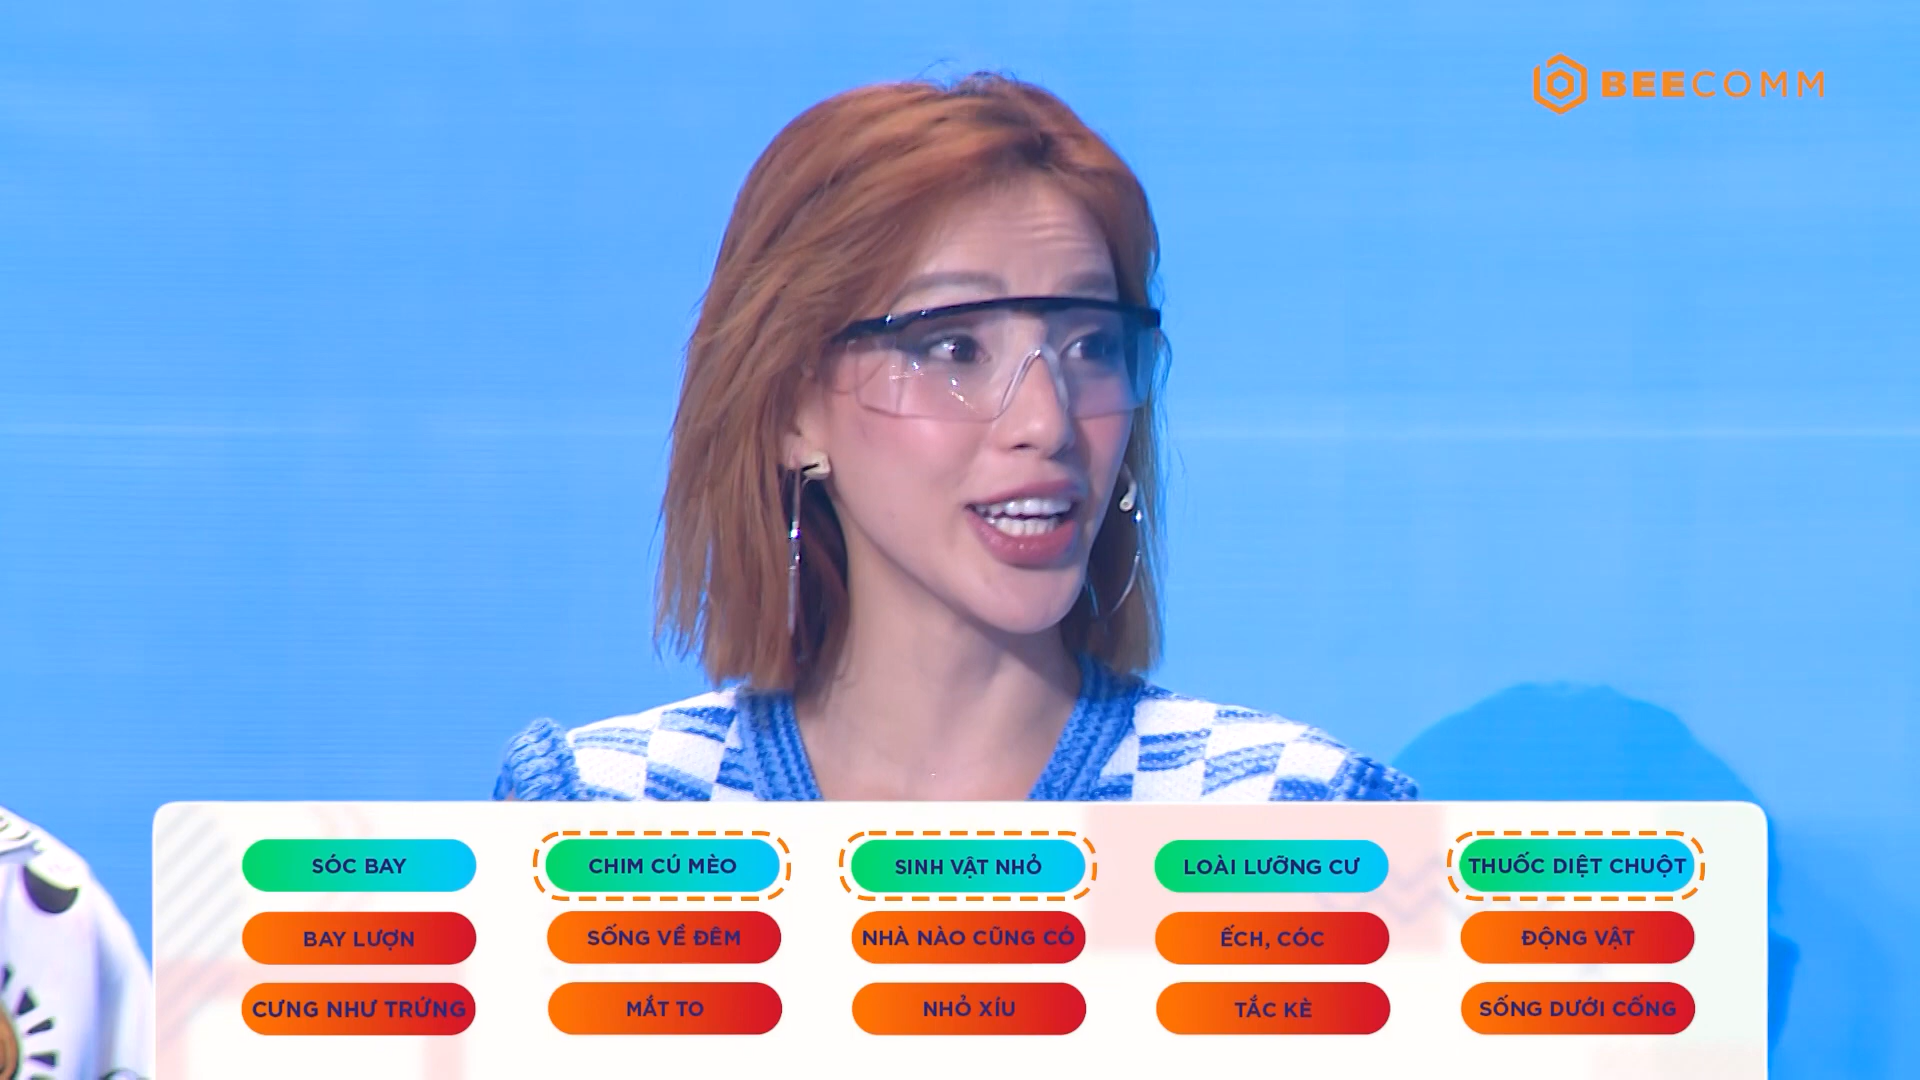 BEECOMM
SÓC BAY
CHIM CÚ MÈO
SINH VẬT NHỎ
LOÀI LƯỠNG CƯ
THUỐC DIỆT CHUỘT
BAY LƯỢN
SỐNG VỀ ĐÊM
NHÀ NÀO CŨNG CÓ
ẾCH, CÓC
ĐỘNG VẬT
CƯNG NHƯ TRỨNG
MẮT TO
NHỎ XÍU
TẮC KÈ
SỐNG DƯỚI CỐNG